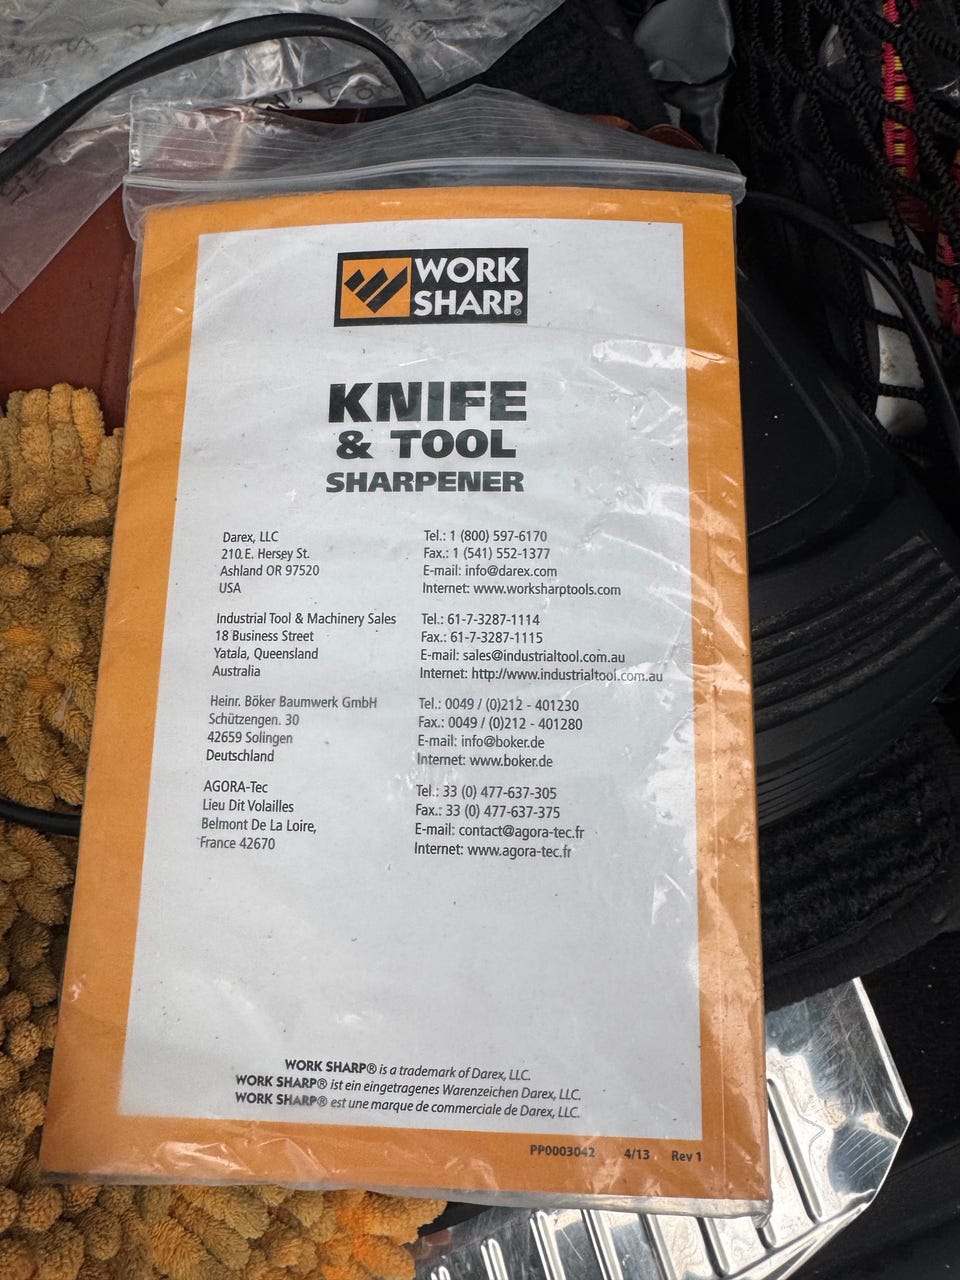 WORK
SHARP®
KNIFE
& TOOL
SHARPENER
Darex, LLC
210 E. Hersey St.
Ashland OR 97520
USA
Tel.: 1 (800) 597-6170
Fax.: 1 (541) 552-1377
E-mail: info@darex.com
Internet: www.worksharptools.com
Industrial Tool & Machinery Sales
18 Business Street
Yatala, Queensland
Australia
Tel.: 61-7-3287-1114
Fax.: 61-7-3287-1115
E-mail: sales@industrialtool.com.au
Internet: http://www.industrialtool.com.au
Heinr. Böker Baumwerk GmbH
Schützengen. 30
42659 Solingen
Deutschland
Tel.: 0049 / (0)212 - 401230
Fax.: 0049 / (0)212 - 401280
E-mail: info@boker.de
Internet: www.boker.de
AGORA-Tec
Lieu Dit Volailles
Belmont De La Loire,
France 42670
Tel.: 33 (0) 477-637-305
Fax.: 33 (0) 477-637-375
E-mail: contact@agora-tec.fr
Internet: www.agora-tec.fr
WORK SHARP® is a trademark of Darex, LLC.
WORK SHARP® ist ein eingetragenes Warenzeichen Darex, LLC.
WORK SHARP® est une marque de commerciale de Darex, LLC.
PP0003042 4/13 Rev 1